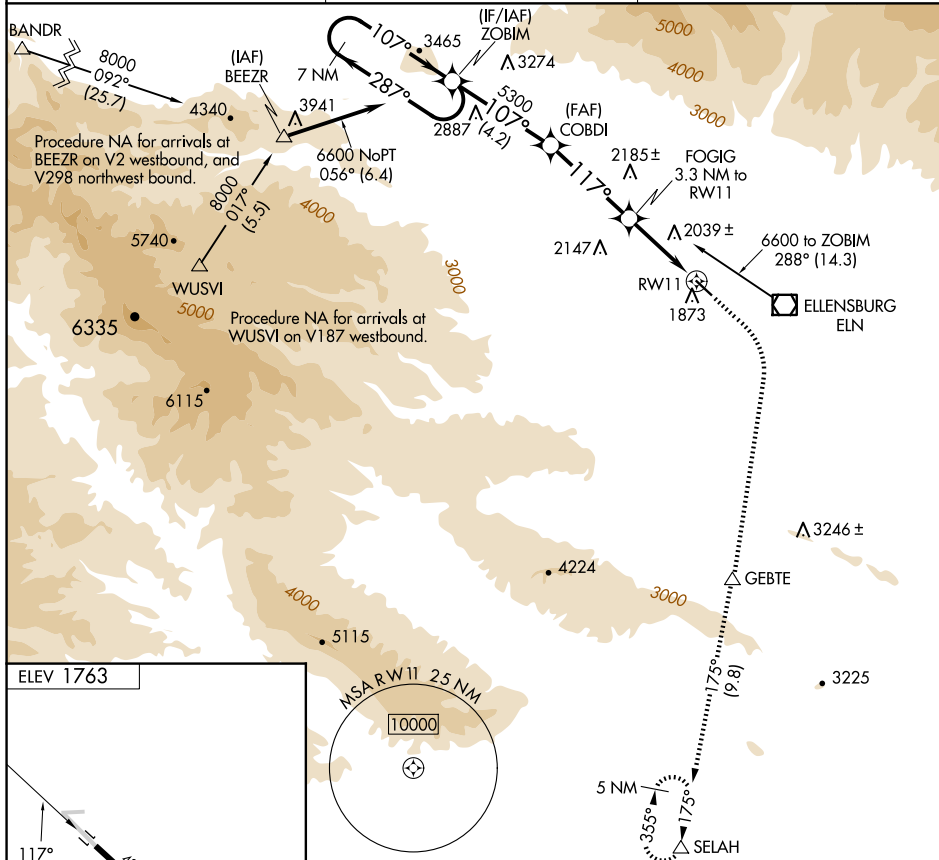 BANDR
8000
092°
(25.7)
(IAF)
BEEZR
7 NM
107°
287°
3465
(IF/IAF)
ZOBIM
3274
5000
4000
3000
4340
3941
2887
5300
107°
(4.2)
(FAF)
COBDI
Procedure NA for arrivals at
BEEZR on V2 westbound, and
V298 northwest bound.
6600 NoPT
056° (6.4)
117°
2185±
FOGIG
3.3 NM to
RW11
8000
017°
(5.5)
4000
5740
WUSVI
3000
2147
2039±
6600 to ZOBIM
288° (14.3)
RW11
1873
ELLENSBURG
ELN
6335
5000
Procedure NA for arrivals at
WUSVI on V187 westbound.
6115
3246±
4224
GEBTE
3000
4000
5115
175°
(9.8)
3225
ELEV 1763
MSA RW11 25 NM
10000
5 NM
355°
175°
SELAH
117°